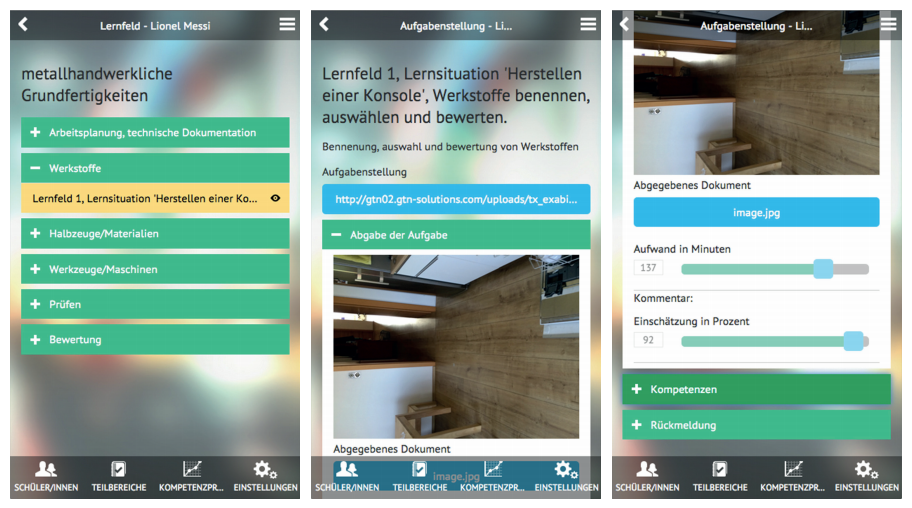 Lernfeld - Lionel Messi
metallhandwerkliche
Grundfertigkeiten
Arbeitsplanung, technische Dokumentation
Werkstoffe
Lernfeld 1, Lernsituation 'Herstellen einer Ko...
Halbzeuge/Materialien
Werkzeuge/Maschinen
Prüfen
Bewertung
SCHÜLER/INNEN TEILBEREICHE KOMPETENZPR... EINSTELLUNGEN
Aufgabenstellung - Li...
Lernfeld 1, Lernsituation 'Herstellen
einer Konsole', Werkstoffe benennen,
auswählen und bewerten.
Bennenung, auswahl und bewertung von Werkstoffen
Aufgabenstellung
http://gtn02.gtn-solutions.com/uploads/tx_exabi...
Abgabe der Aufgabe
Abgegebenes Dokument
image.jpg
SCHÜLER/INNEN TEILBEREICHE KOMPETENZPR... EINSTELLUNGEN
Aufgabenstellung - Li...
Abgegebenes Dokument
image.jpg
Aufwand in Minuten
137
Kommentar:
Einschätzung in Prozent
92
Kompetenzen
Rückmeldung
SCHÜLER/INNEN TEILBEREICHE KOMPETENZPR... EINSTELLUNGEN